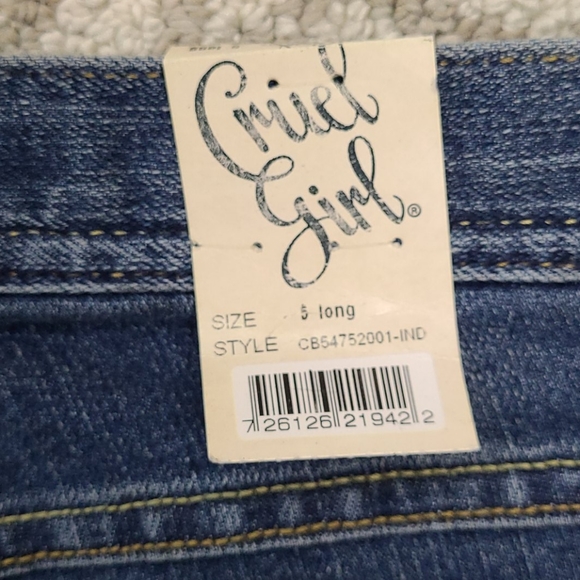 Cruel
Girl®
SIZE 5 long
STYLE CB54752001-IND
7 26126 21942 2